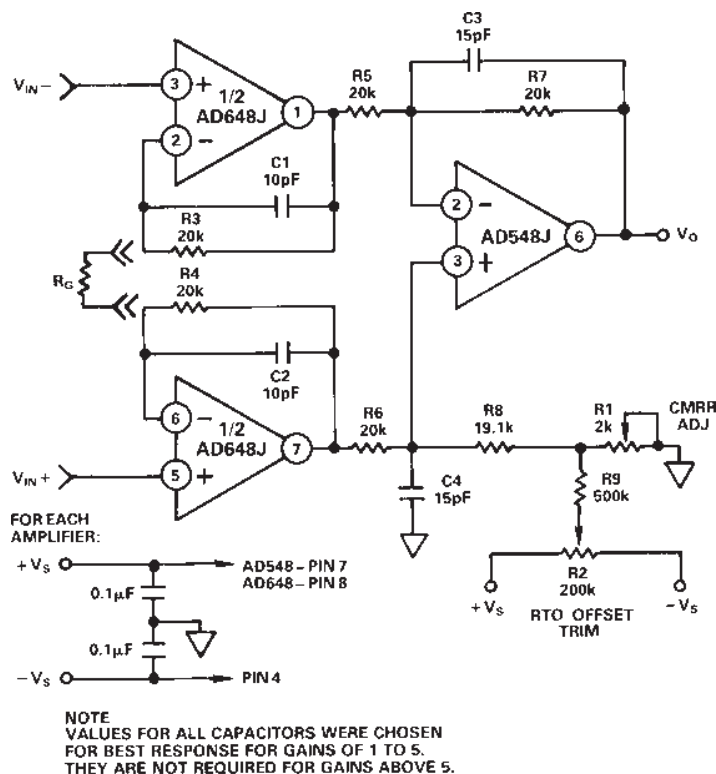 C3
15pF
V_IN−
3
+
1/2
AD648J
1
2
−
R5
20k
R7
20k
C1
10pF
R3
20k
2
−
AD548J
6
V_O
3
+
R_G
R4
20k
C2
10pF
6
−
1/2
AD648J
7
V_IN+
5
+
R6
20k
R8
19.1k
R1
2k
CMRR
ADJ
C4
15pF
R9
500k
R2
200k
+V_S
−V_S
RTO OFFSET
TRIM
FOR EACH
AMPLIFIER:
+V_S
AD548–PIN 7
AD648–PIN 8
0.1µF
0.1µF
−V_S
PIN 4
NOTE
VALUES FOR ALL CAPACITORS WERE CHOSEN
FOR BEST RESPONSE FOR GAINS OF 1 TO 5.
THEY ARE NOT REQUIRED FOR GAINS ABOVE 5.